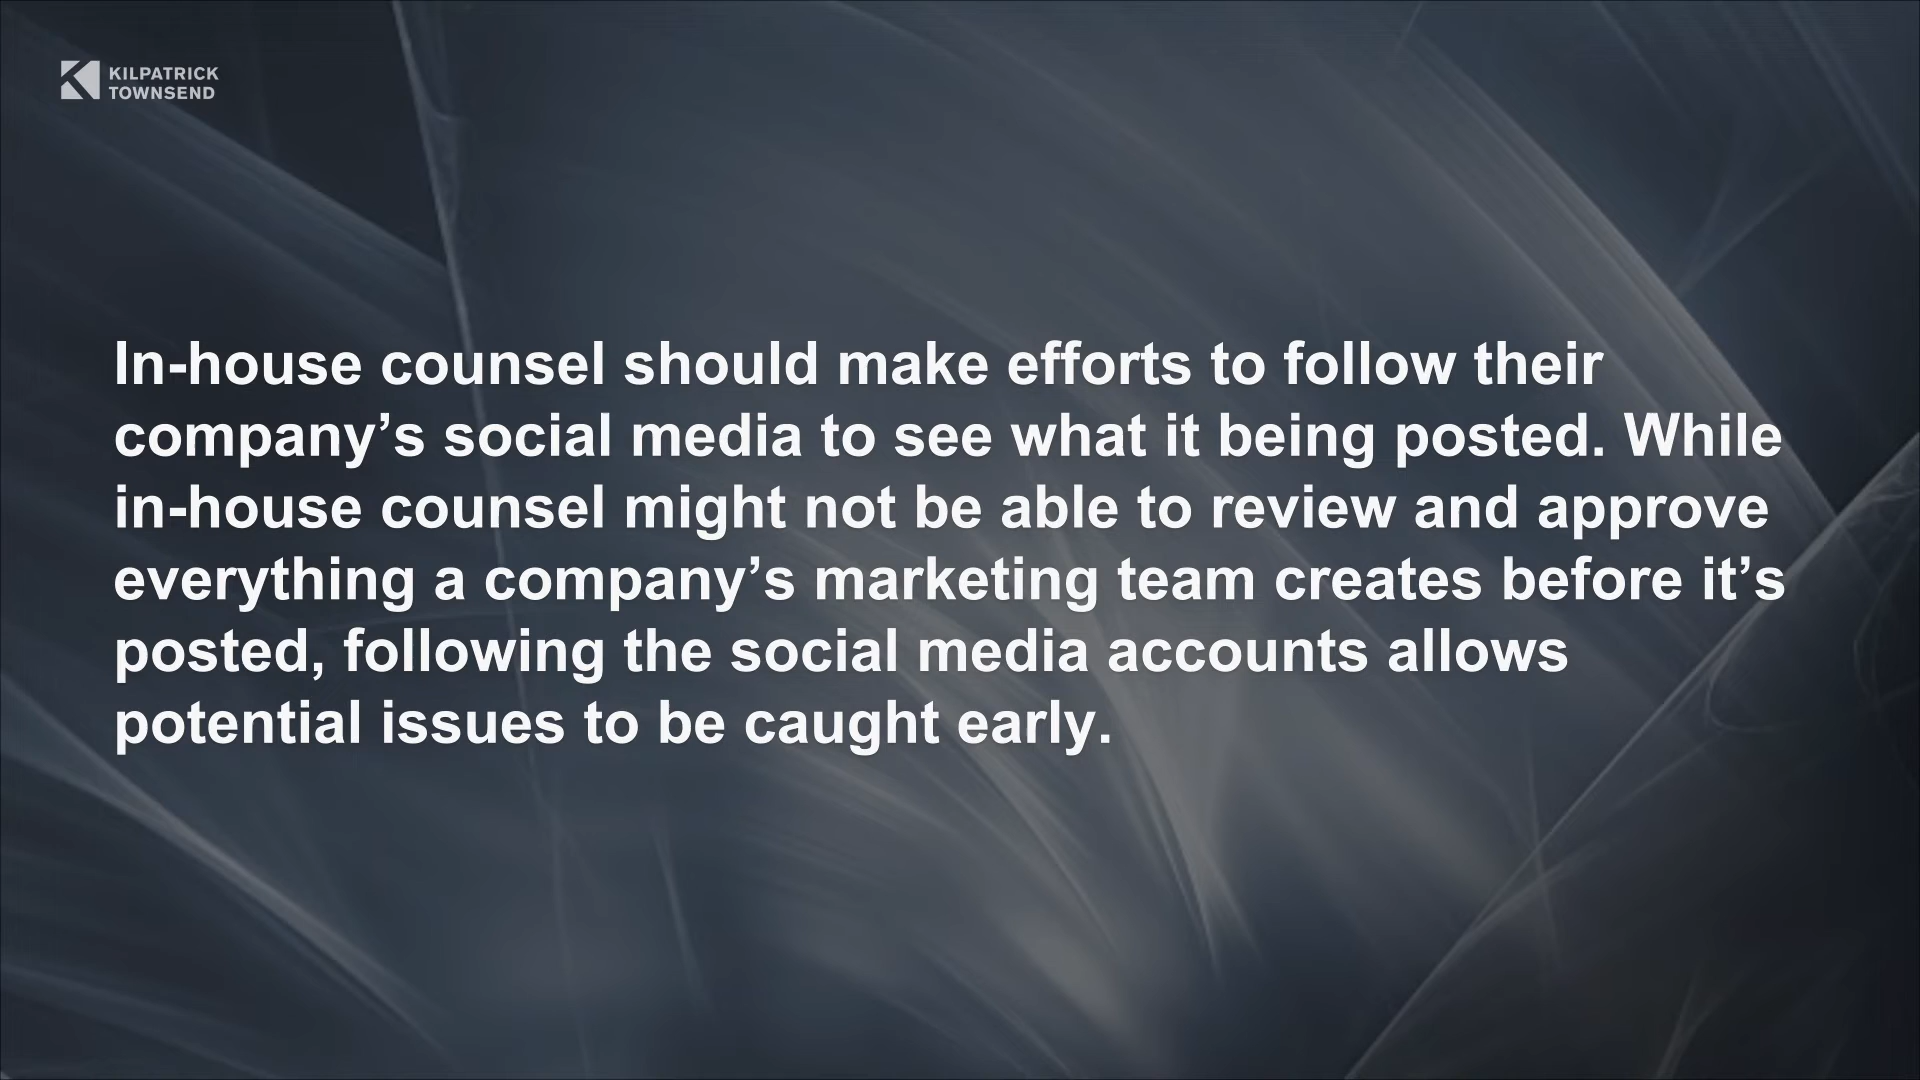 KILPATRICK
TOWNSEND
In-house counsel should make efforts to follow their
company’s social media to see what it being posted. While
in-house counsel might not be able to review and approve
everything a company’s marketing team creates before it’s
posted, following the social media accounts allows
potential issues to be caught early.